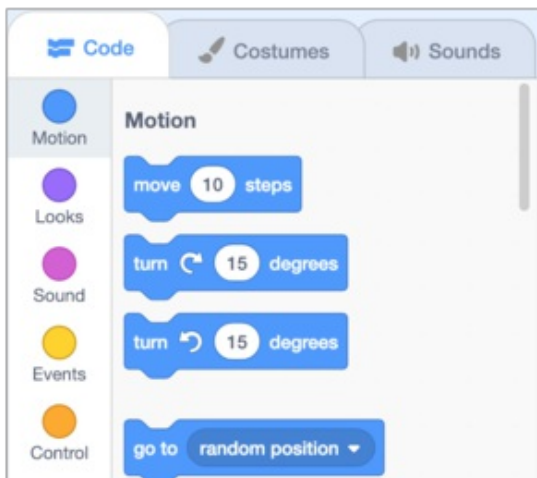 Code Costumes Sounds
Motion
Looks
Sound
Events
Control
Motion
move 10 steps
turn 15 degrees
turn 15 degrees
go to random position